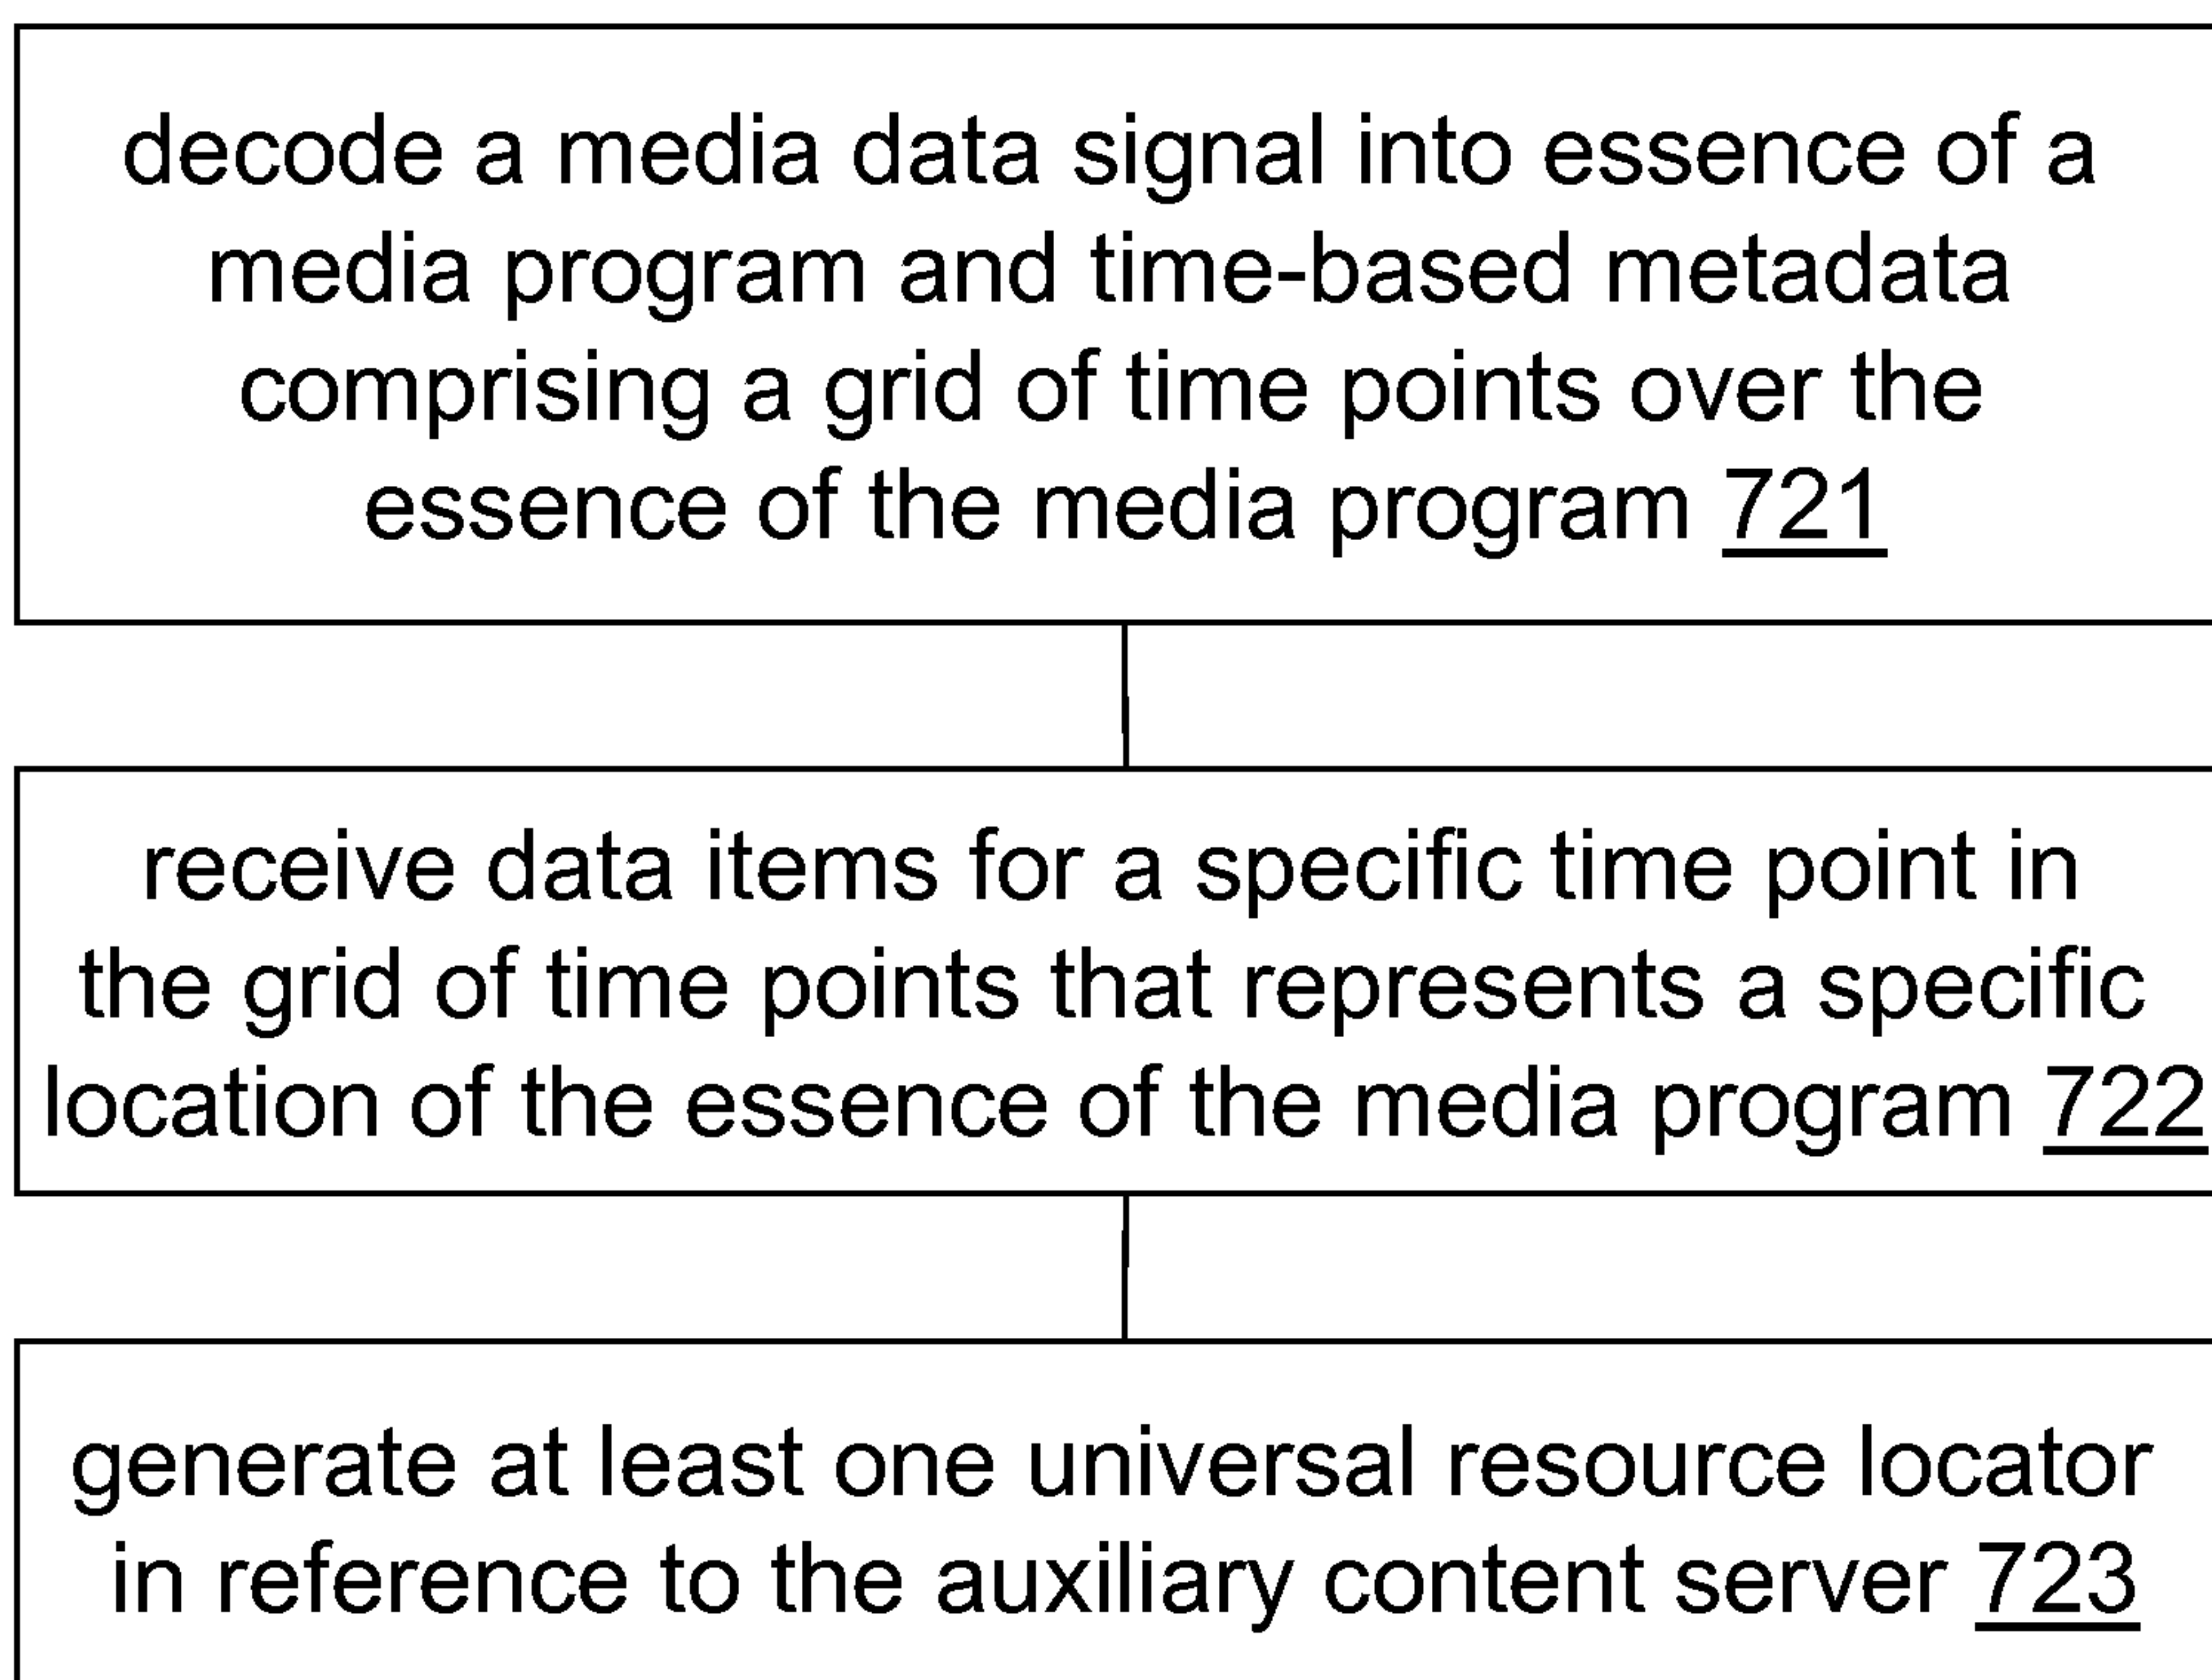 decode a media data signal into essence of a
media program and time-based metadata
comprising a grid of time points over the
essence of the media program 721
receive data items for a specific time point in
the grid of time points that represents a specific
location of the essence of the media program 722
generate at least one universal resource locator
in reference to the auxiliary content server 723